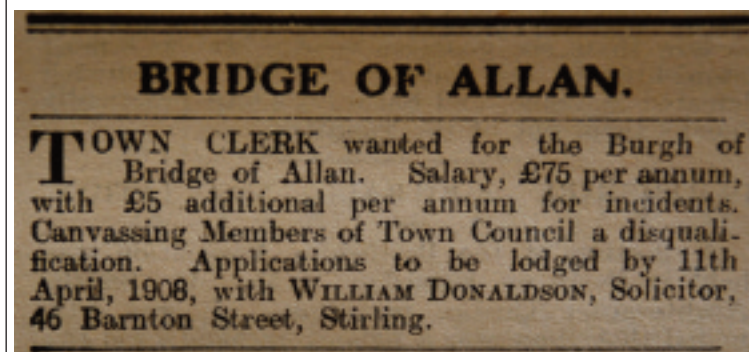 BRIDGE OF ALLAN.
TOWN CLERK wanted for the Burgh of
Bridge of Allan. Salary, £75 per annum,
with £5 additional per annum for incidents.
Canvassing Members of Town Council a disquali-
fication. Applications to be lodged by 11th
April, 1908, with WILLIAM DONALDSON, Solicitor,
46 Barnton Street, Stirling.